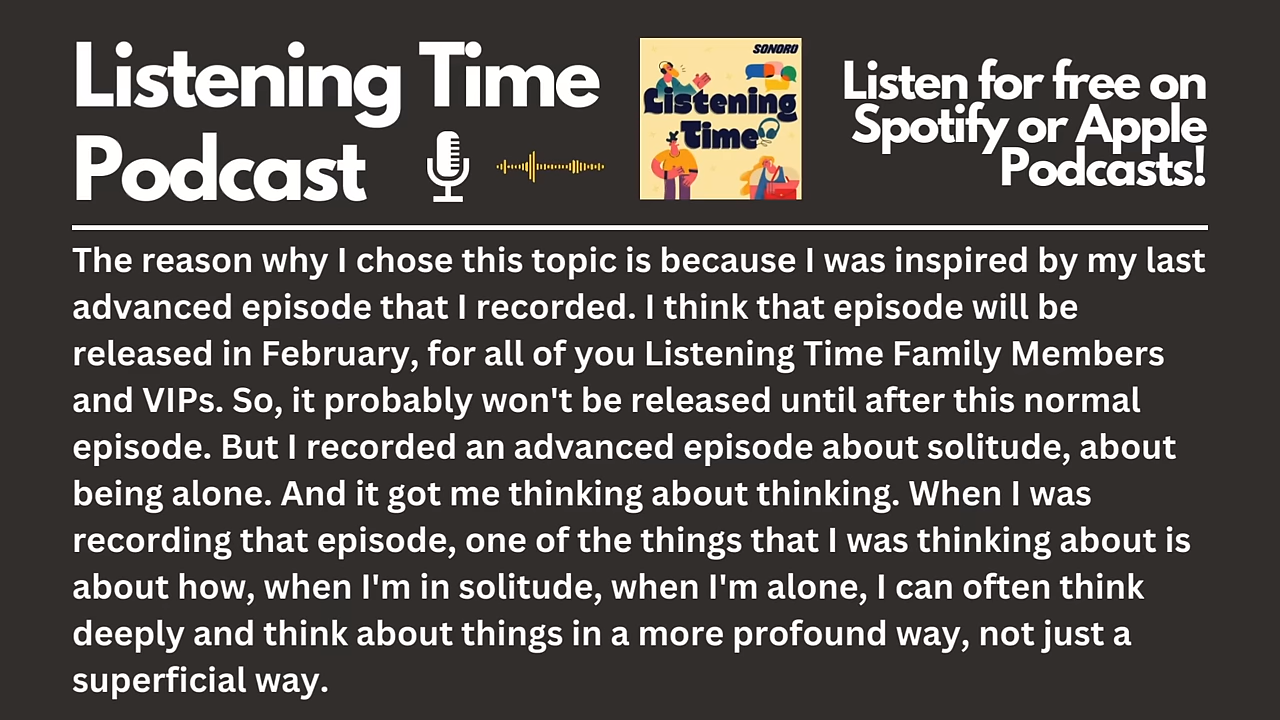 Listening Time
Podcast
SONORO
Listening
Time
Listen for free on
Spotify or Apple
Podcasts!
The reason why I chose this topic is because I was inspired by my last
advanced episode that I recorded. I think that episode will be
released in February, for all of you Listening Time Family Members
and VIPs. So, it probably won't be released until after this normal
episode. But I recorded an advanced episode about solitude, about
being alone. And it got me thinking about thinking. When I was
recording that episode, one of the things that I was thinking about is
about how, when I'm in solitude, when I'm alone, I can often think
deeply and think about things in a more profound way, not just a
superficial way.